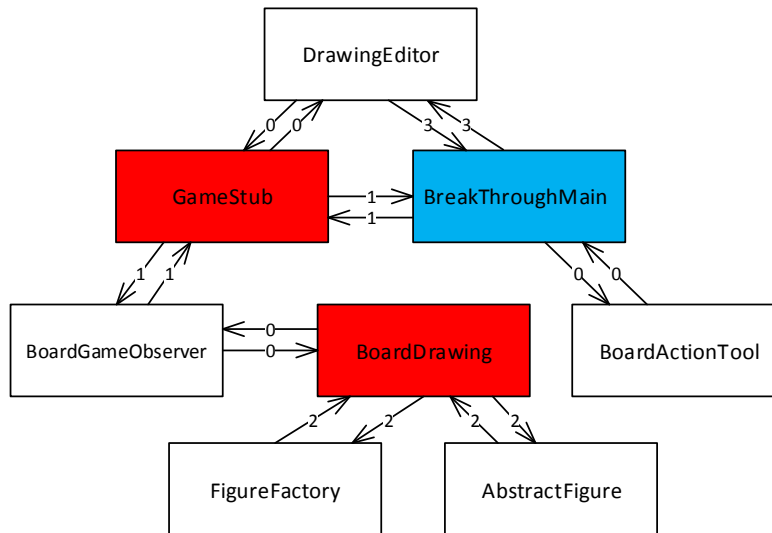 DrawingEditor
0
0
3
3
GameStub
1
1
BreakThroughMain
1
1
0
0
BoardGameObserver
0
0
BoardDrawing
BoardActionTool
2
2
2
2
FigureFactory
AbstractFigure